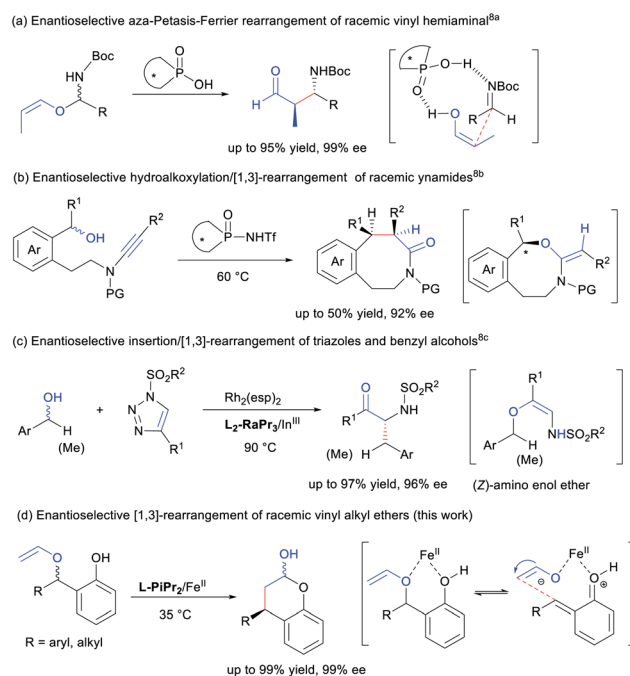 (a) Enantioselective aza-Petasis-Ferrier rearrangement of racemic vinyl hemiaminal8a
Boc
HN
O
R
*
O
P
OH
O
H
NHBoc
R
up to 95% yield, 99% ee
*
P
O
O
H
NBoc
R
H
H
O
(b) Enantioselective hydroalkoxylation/[1,3]-rearrangement of racemic ynamides8b
R1
OH
R2
Ar
N
PG
*
O
P
NHTf
60 °C
H
R2
R1
H
O
Ar
N
PG
up to 50% yield, 92% ee
R1
O
*
H
R2
Ar
N
PG
(c) Enantioselective insertion/[1,3]-rearrangement of triazoles and benzyl alcohols8c
OH
Ar
H
(Me)
+
SO2R2
N
N
N
R1
Rh2(esp)2
L2-RaPr3/InIII
90 °C
O
SO2R2
NH
R1
(Me)
H
Ar
up to 97% yield, 96% ee
R1
O
NHSO2R2
Ar
H
(Me)
(Z)-amino enol ether
(d) Enantioselective [1,3]-rearrangement of racemic vinyl alkyl ethers (this work)
O
OH
R
R = aryl, alkyl
L-PiPr2/FeII
35 °C
OH
O
R
up to 99% yield, 99% ee
FeII
O
O
H
R
FeII
O
⊖
O
H
⊕
R